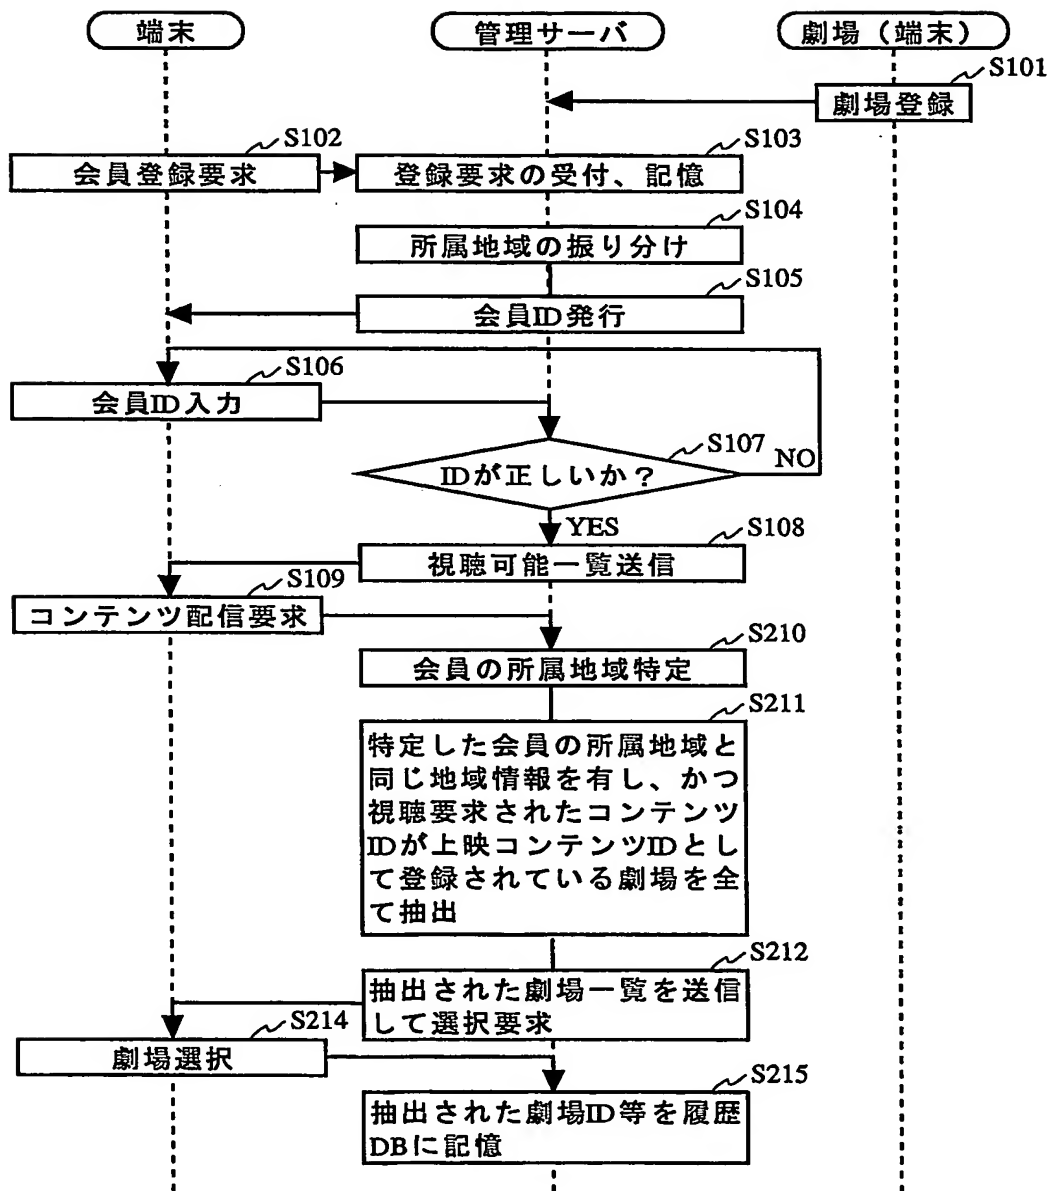 端末
管理サーバ
劇場（端末）
S101
劇場登録
S102
会員登録要求
S103
登録要求の受付、記憶
S104
所属地域の振り分け
S105
会員ID発行
S106
会員ID入力
S107
IDが正しいか？
NO
YES
S108
視聴可能一覧送信
S109
コンテンツ配信要求
S210
会員の所属地域特定
S211
特定した会員の所属地域と
同じ地域情報を有し、かつ
視聴要求されたコンテンツ
IDが上映コンテンツIDとし
て登録されている劇場を全
て抽出
S212
抽出された劇場一覧を送信
して選択要求
S214
劇場選択
S215
抽出された劇場ID等を履歴
DBに記憶